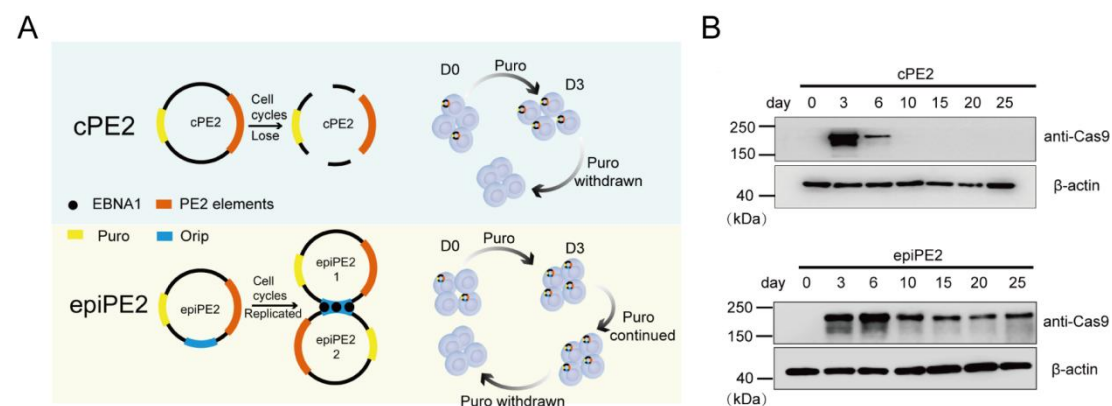 A
cPE2
cPE2
Cell
cycles
Lose
cPE2
D0
Puro
D3
Puro
withdrawn
EBNA1
PE2 elements
Puro
Orip
epiPE2
epiPE2
Cell
cycles
Replicated
epiPE2
1
epiPE2
2
D0
Puro
D3
Puro
continued
Puro withdrawn
B
cPE2
day 0 3 6 10 15 20 25
250
150
anti-Cas9
40
β-actin
(kDa)
epiPE2
day 0 3 6 10 15 20 25
250
150
anti-Cas9
40
β-actin
(kDa)